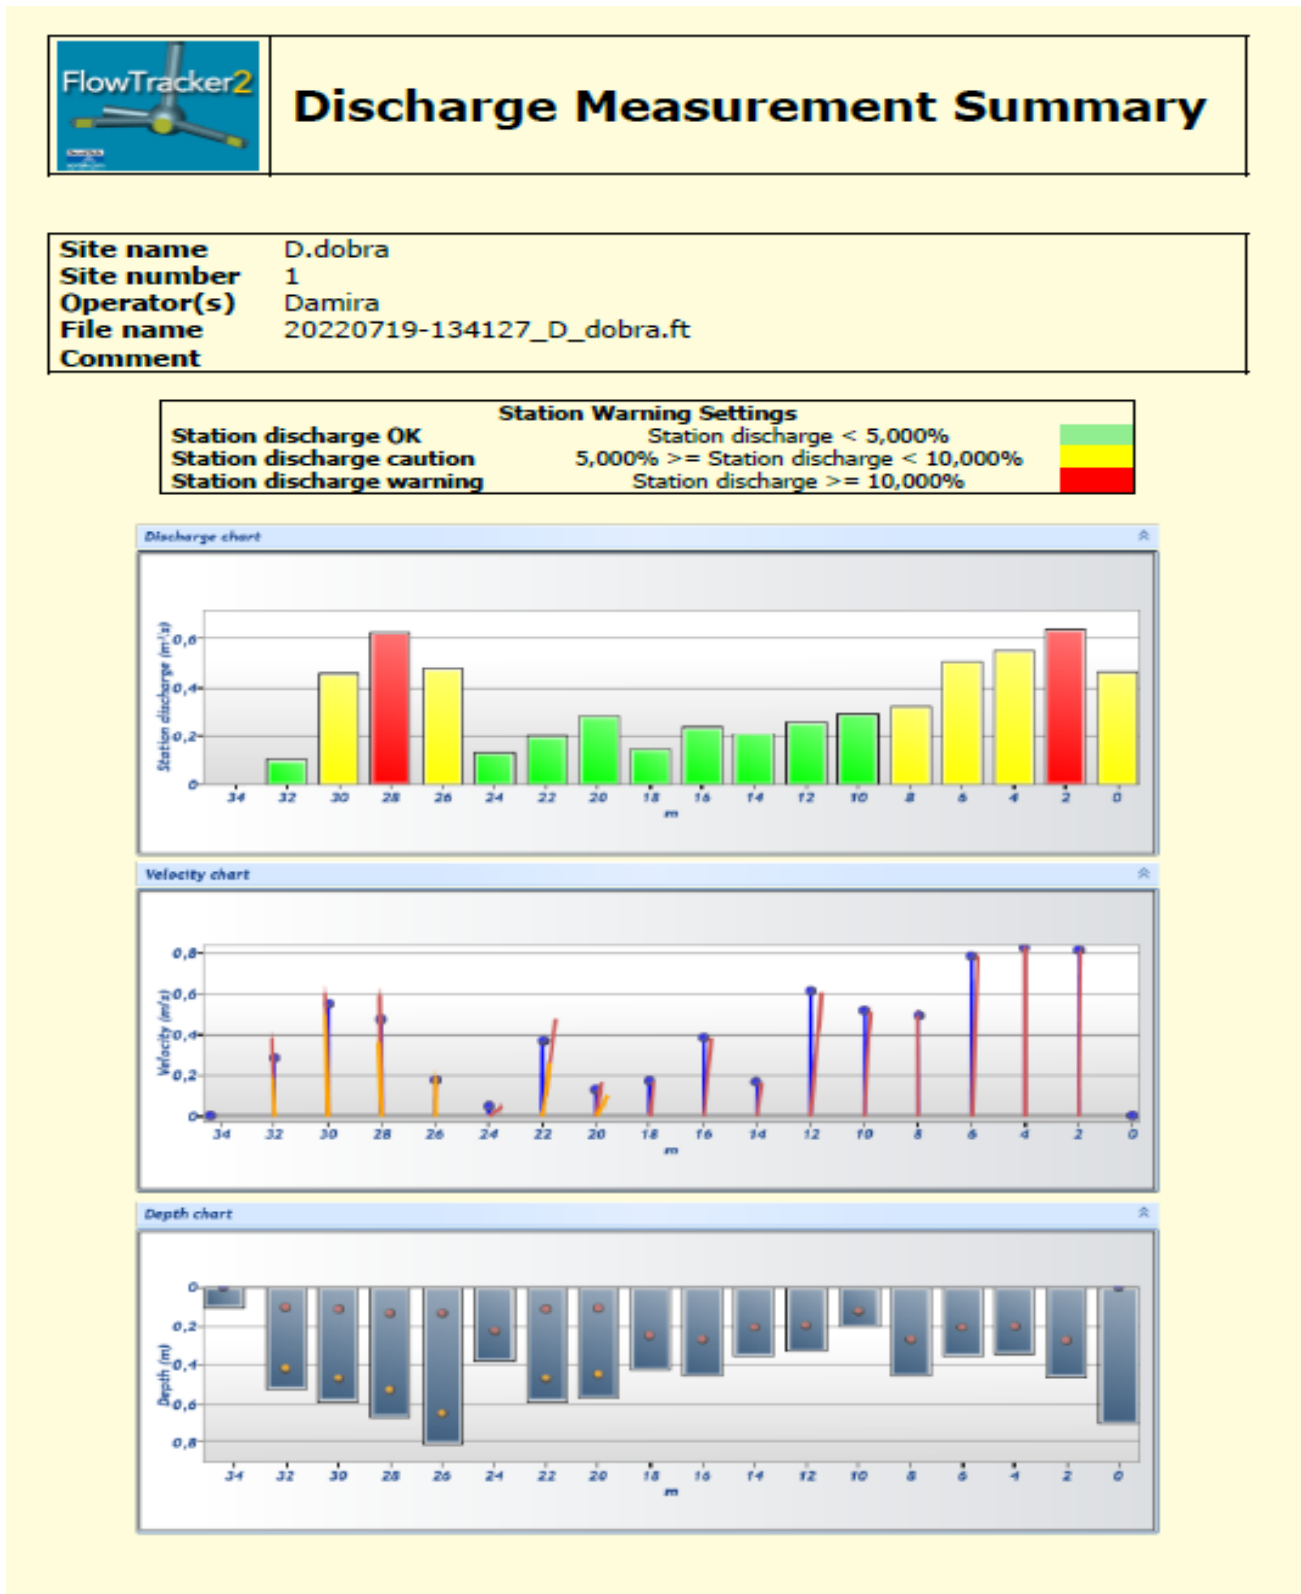 FlowTracker2
Discharge Measurement Summary
Site name D.dobra
Site number 1
Operator(s) Damira
File name 20220719-134127_D_dobra.ft
Comment
Station Warning Settings
Station discharge OK Station discharge < 5,000%
Station discharge caution 5,000% >= Station discharge < 10,000%
Station discharge warning Station discharge >= 10,000%
Discharge chart
Station discharge (m³/s)
0,6
0,4
0,2
0
34 32 30 28 26 24 22 20 18 16 14 12 10 8 6 4 2 0
m
Velocity chart
Velocity (m/s)
0,8
0,6
0,4
0,2
0
34 32 30 28 26 24 22 20 18 16 14 12 10 8 6 4 2 0
m
Depth chart
Depth (m)
0
0,2
0,4
0,6
0,8
34 32 30 28 26 24 22 20 18 16 14 12 10 8 6 4 2 0
m